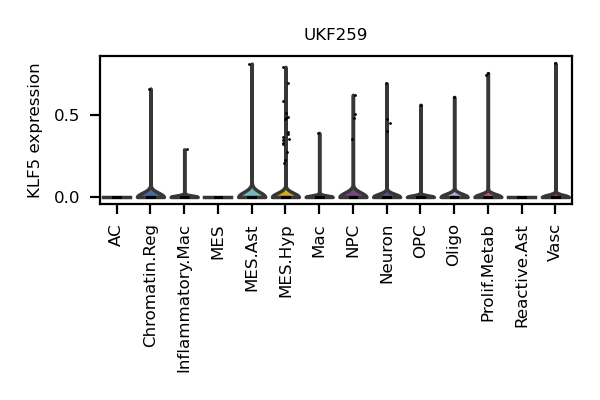 UKF259
KLF5 expression
0.5
0.0
AC
Chromatin.Reg
Inflammatory.Mac
MES
MES.Ast
MES.Hyp
Mac
NPC
Neuron
OPC
Oligo
Prolif.Metab
Reactive.Ast
Vasc